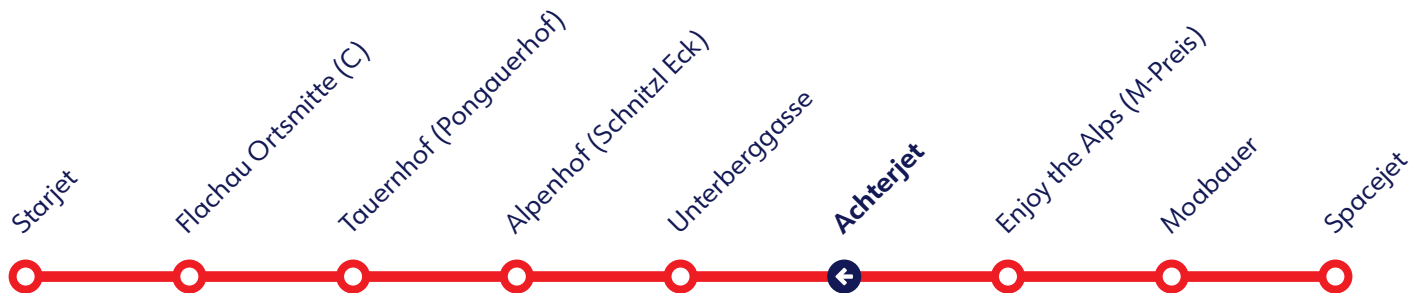 Starjet
Flachau Ortsmitte (C)
Tauernhof (Pongauerhof)
Alpenhof (Schnitzl Eck)
Unterberggasse
Achterjet
Enjoy the Alps (M-Preis)
Moabauer
Spacejet